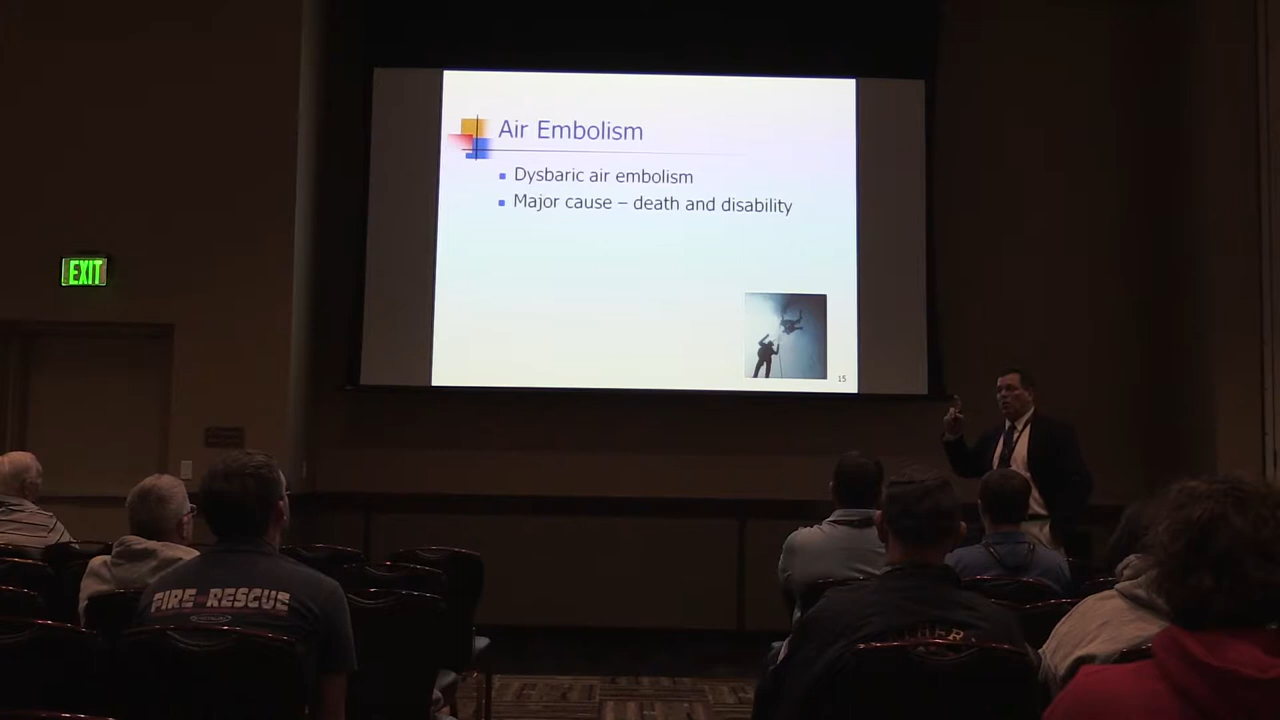 Air Embolism
Dysbaric air embolism
Major cause – death and disability
15
EXIT
FIRE RESCUE